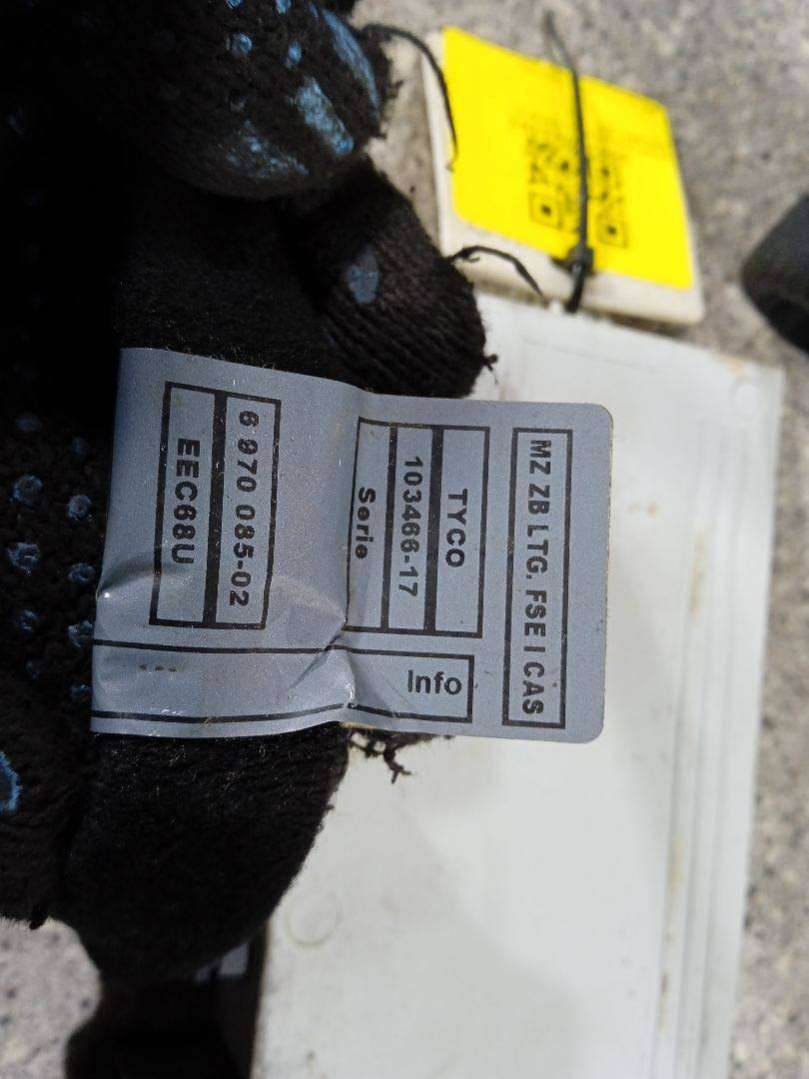 MZ ZB LTG. FSE I CAS
TYCO
103466-17
Serie
Info
6 970 085-02
EEC68U